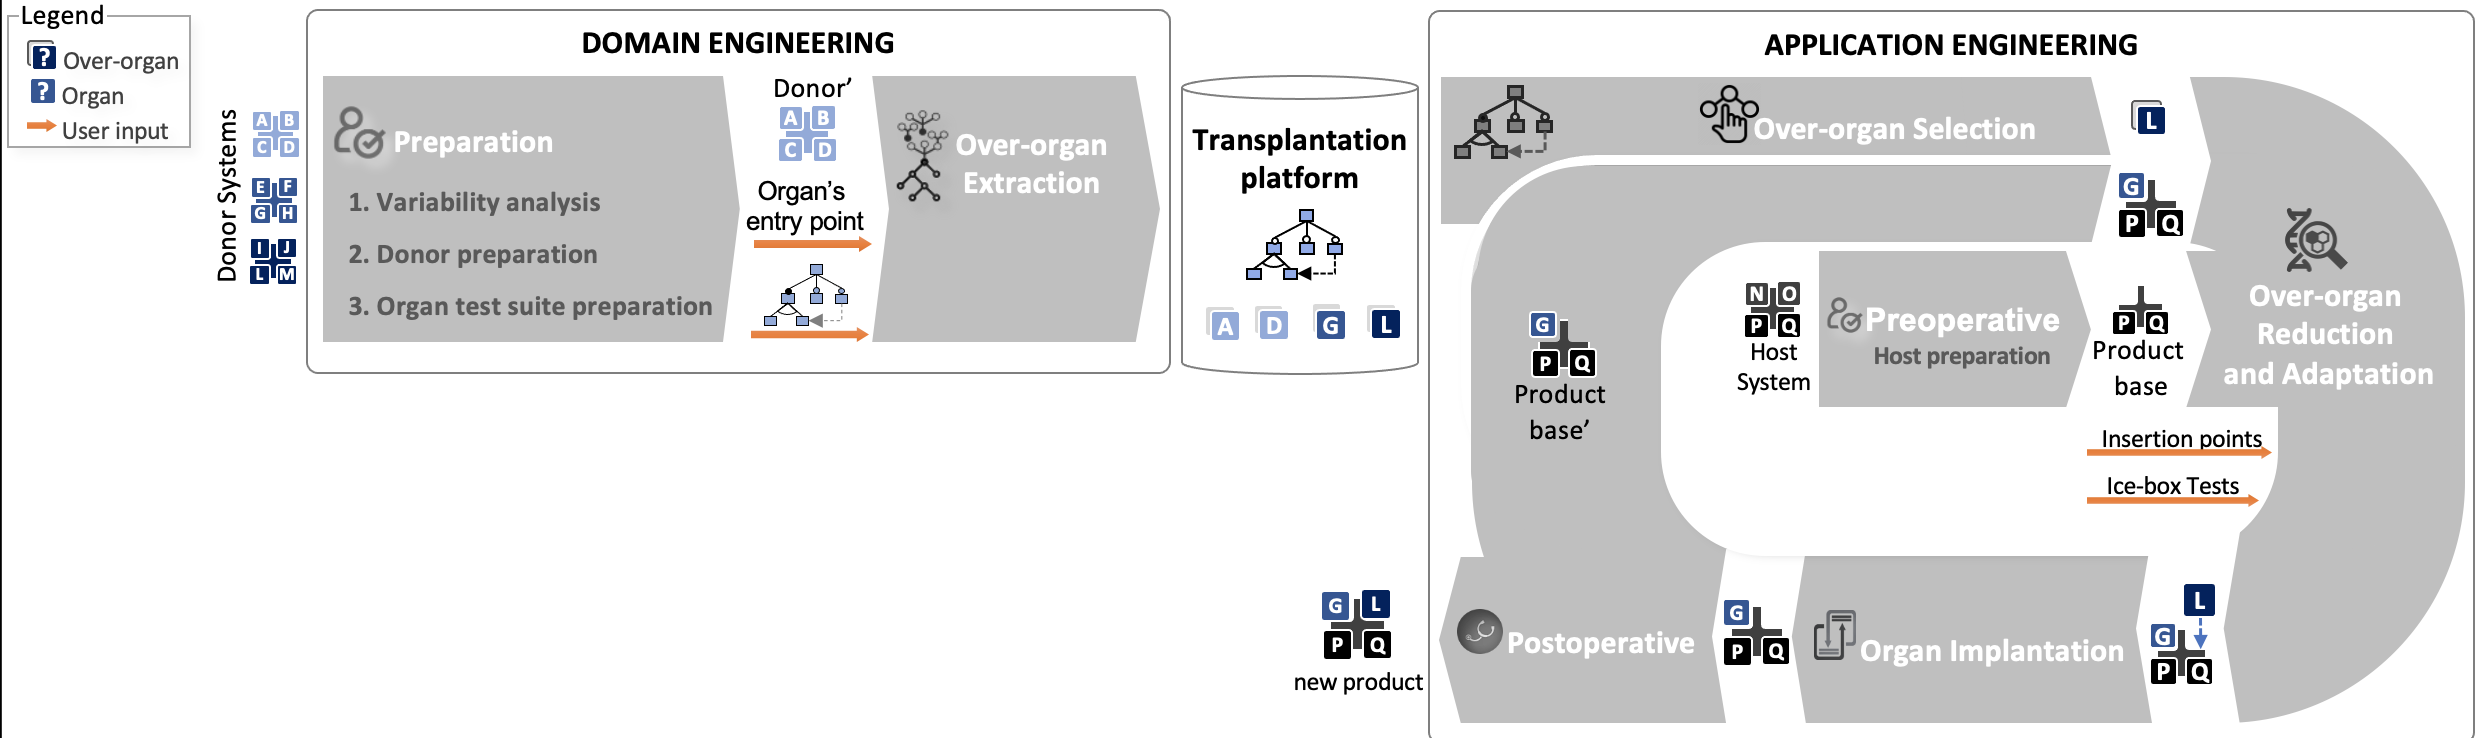 Legend
? Over-organ
? Organ
User input
Donor Systems
A B
C D
E F
G H
I J
L M
DOMAIN ENGINEERING
Preparation
1. Variability analysis
2. Donor preparation
3. Organ test suite preparation
Donor’
A B
C D
Organ’s
entry point
Over-organ
Extraction
Transplantation
platform
A D G L
APPLICATION ENGINEERING
Over-organ Selection
L
G
P Q
N O
P Q
Host
System
Preoperative
Host preparation
P Q
Product
base
Over-organ
Reduction
and Adaptation
Insertion points
Ice-box Tests
G
P Q
Product
base’
L
G
P Q
Organ Implantation
G
P Q
Postoperative
G L
P Q
new product